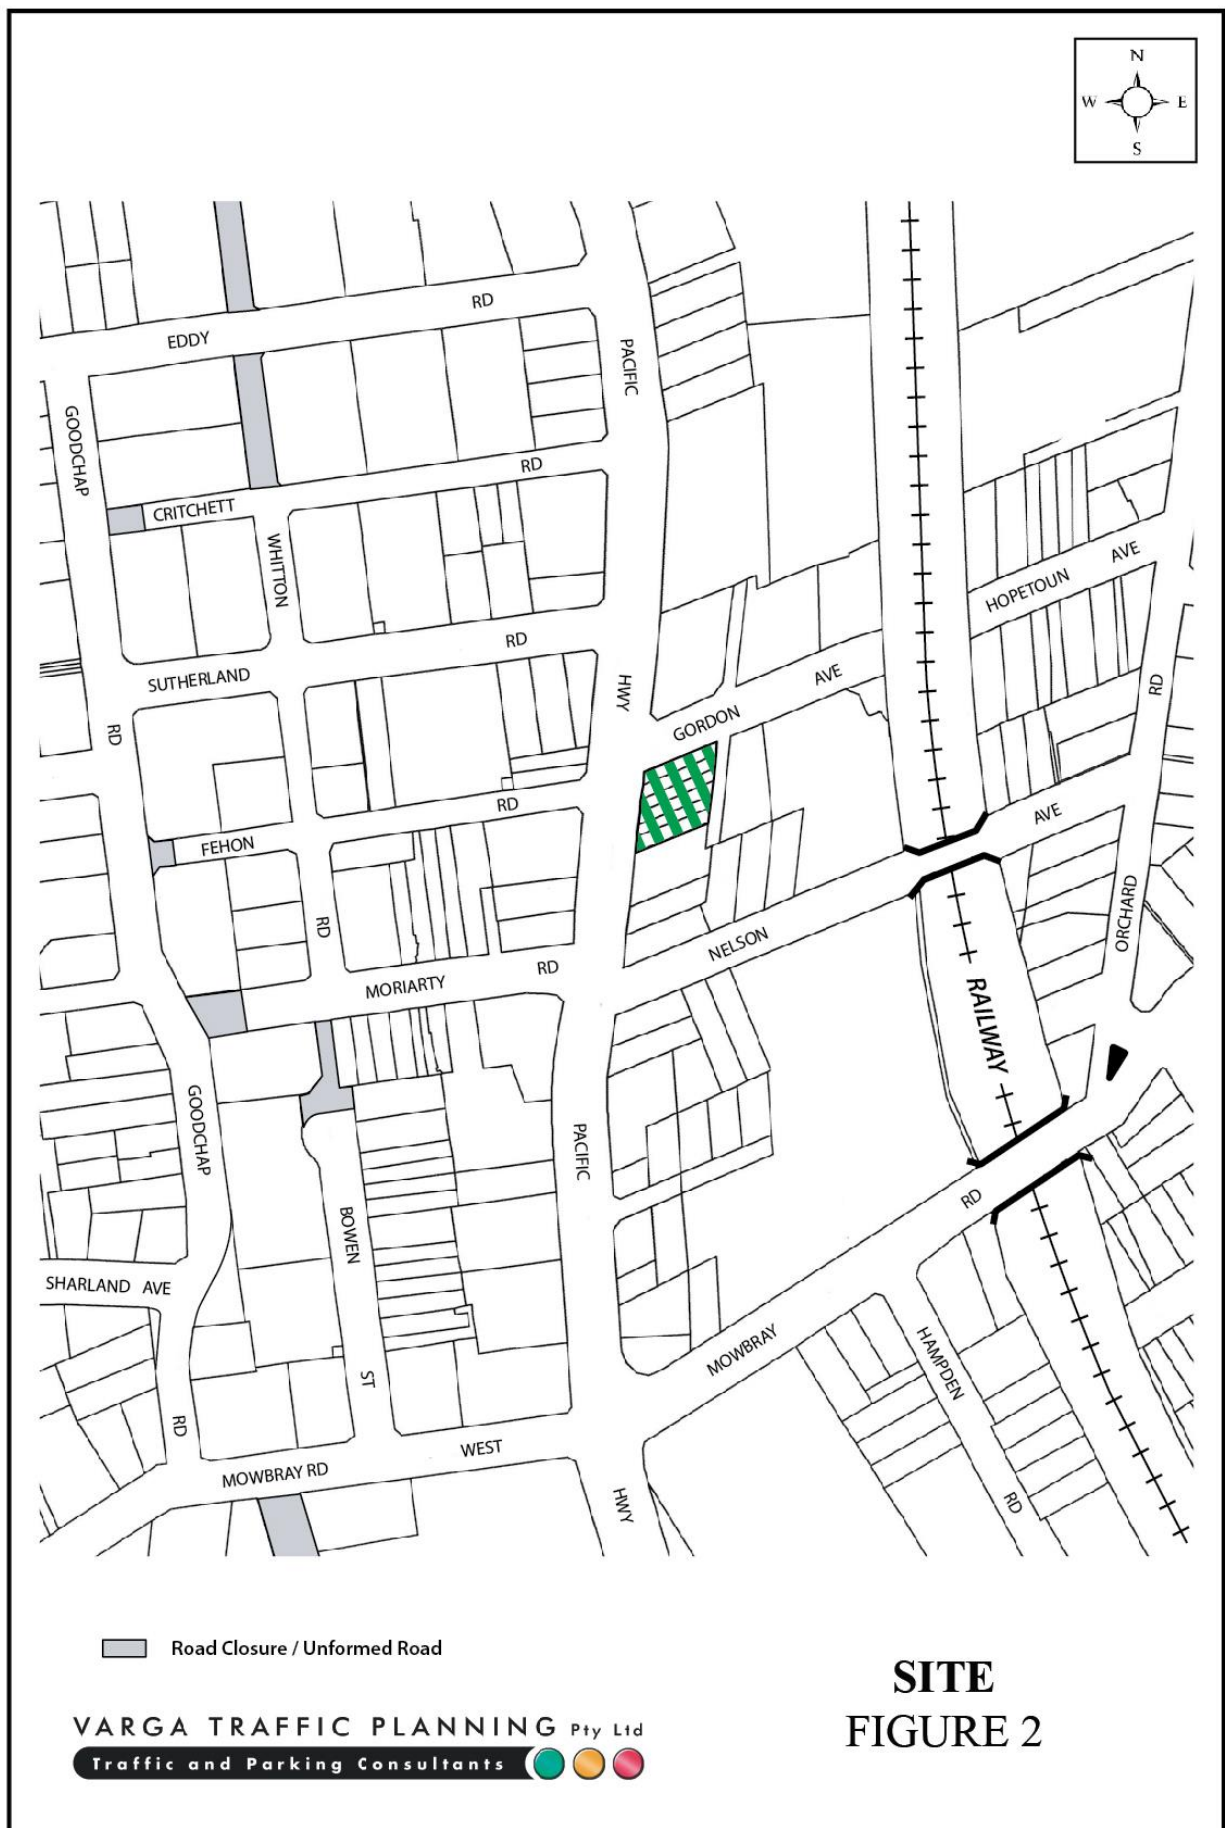 N
W E
S
RD
EDDY
PACIFIC
GOODCHAP
RD
CRITCHETT
WHITTON
AVE
HOPETOUN
RD
SUTHERLAND
HWY
AVE
RD
GORDON
RD
RD
AVE
FEHON
ORCHARD
RD
NELSON
RD
MORIARTY
RAILWAY
GOODCHAP
PACIFIC
RD
BOWEN
SHARLAND AVE
MOWBRAY
HAMPDEN
ST
RD
WEST
MOWBRAY RD
HWY
RD
Road Closure / Unformed Road
SITE
FIGURE 2
VARGA TRAFFIC PLANNING Pty Ltd
Traffic and Parking Consultants